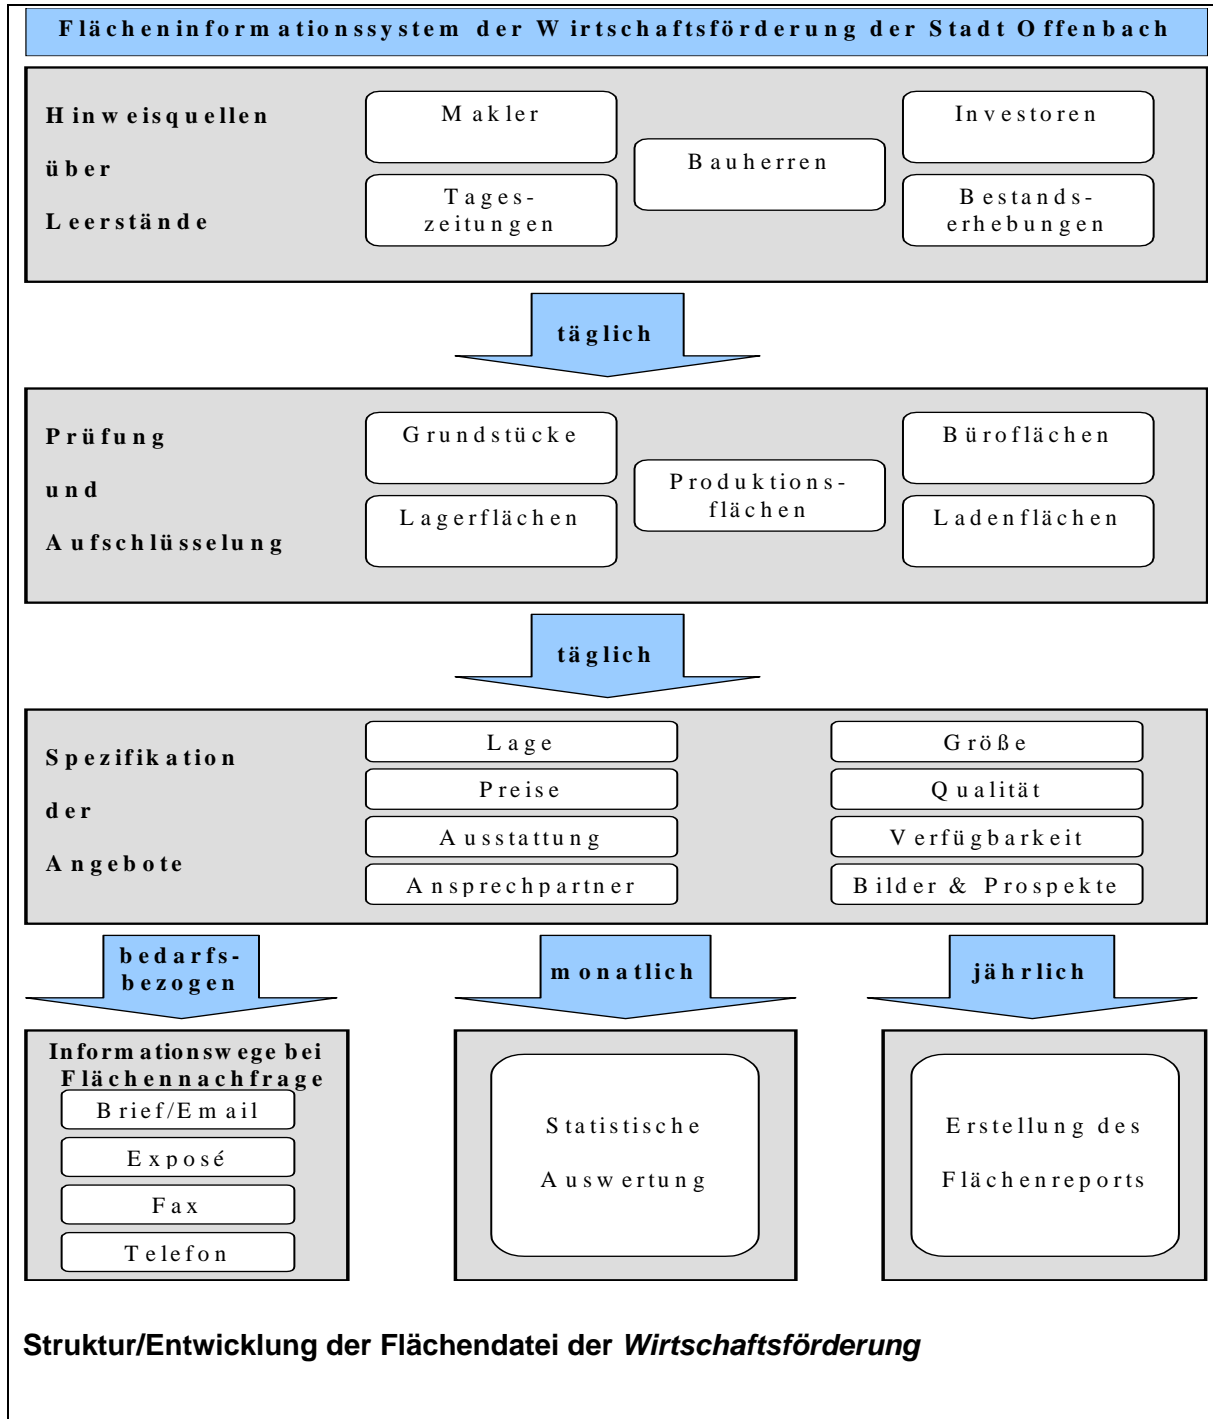 Flächeninformationssystem der Wirtschaftsförderung der Stadt Offenbach
Hinweisquellen
über
Leerstände
Makler
Investoren
Bauherren
Tages-
zeitungen
Bestands-
erhebungen
täglich
Prüfung
und
Aufschlüsselung
Grundstücke
Büroflächen
Produktions-
flächen
Lagerflächen
Ladenflächen
täglich
Spezifikation
der
Angebote
Lage
Größe
Preise
Qualität
Ausstattung
Verfügbarkeit
Ansprechpartner
Bilder & Prospekte
bedarfs-
bezogen
monatlich
jährlich
Informationswege bei
Flächennachfrage
Brief/Email
Exposé
Fax
Telefon
Statistische
Auswertung
Erstellung des
Flächenreports
Struktur/Entwicklung der Flächendatei der Wirtschaftsförderung